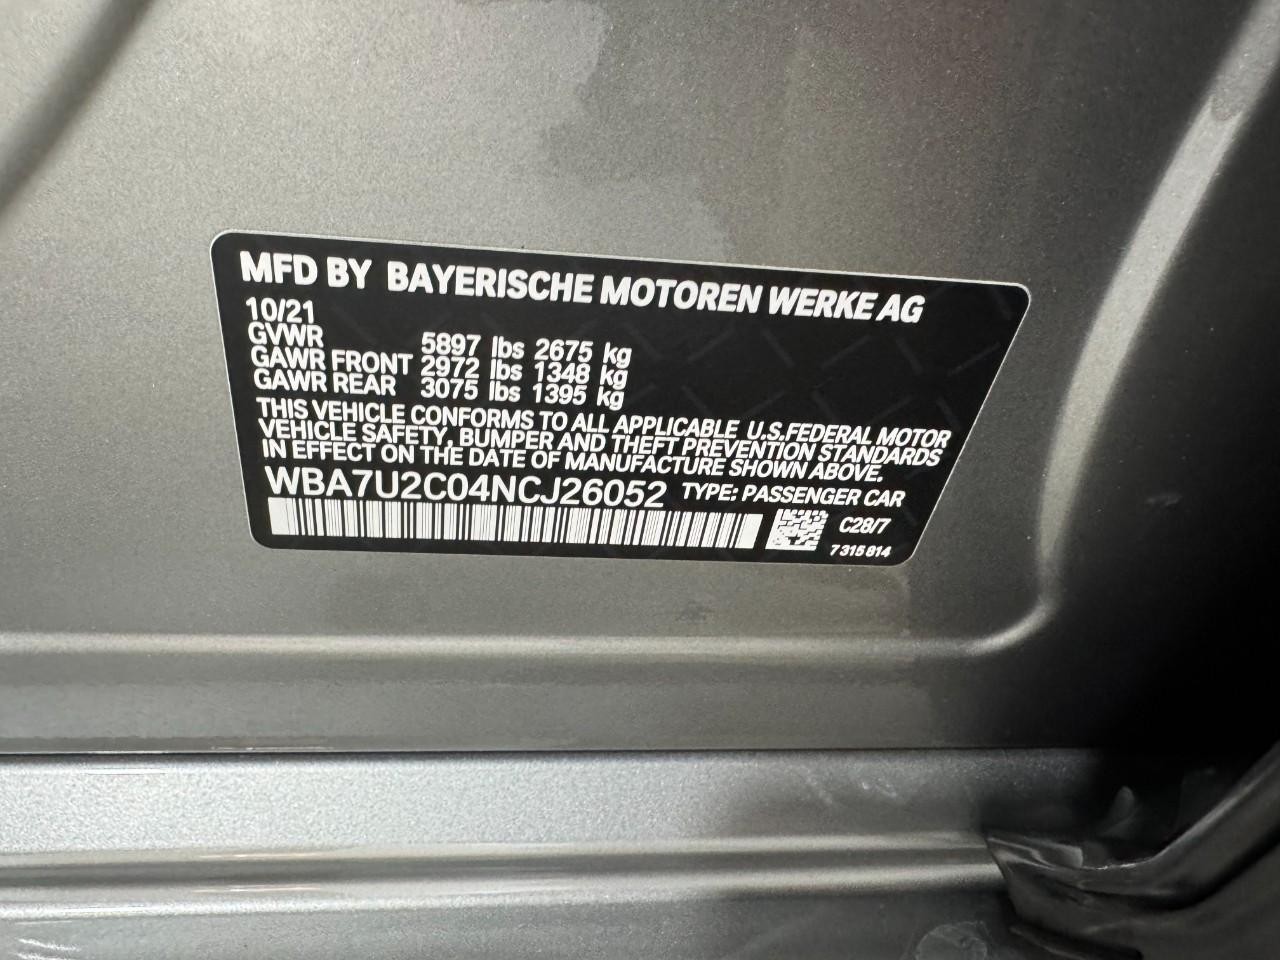 MFD BY BAYERISCHE MOTOREN WERKE AG
10/21
GVWR 5897 lbs 2675 kg
GAWR FRONT 2972 lbs 1348 kg
GAWR REAR 3075 lbs 1395 kg
THIS VEHICLE CONFORMS TO ALL APPLICABLE U.S.FEDERAL MOTOR
VEHICLE SAFETY, BUMPER AND THEFT PREVENTION STANDARDS
IN EFFECT ON THE DATE OF MANUFACTURE SHOWN ABOVE.
WBA7U2C04NCJ26052 TYPE: PASSENGER CAR
C28/7
7 315 814